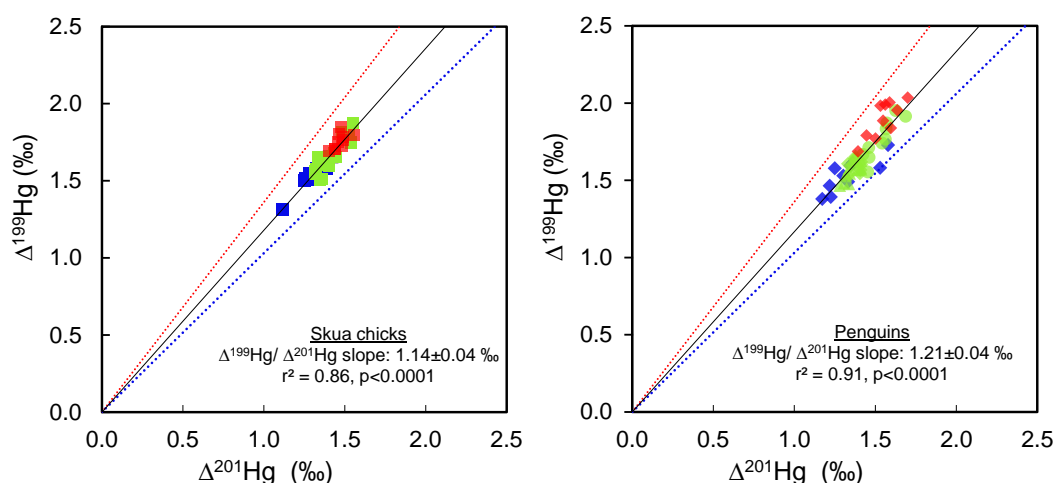 2.5
2.0
1.5
1.0
0.5
0.0
Δ¹⁹⁹Hg (‰)
Skua chicks
Δ¹⁹⁹Hg/ Δ²⁰¹Hg slope: 1.14±0.04 ‰
r² = 0.86, p<0.0001
0.0 0.5 1.0 1.5 2.0 2.5
Δ²⁰¹Hg (‰)
2.5
2.0
1.5
1.0
0.5
0.0
Δ¹⁹⁹Hg (‰)
Penguins
Δ¹⁹⁹Hg/ Δ²⁰¹Hg slope: 1.21±0.04 ‰
r² = 0.91, p<0.0001
0.0 0.5 1.0 1.5 2.0 2.5
Δ²⁰¹Hg (‰)